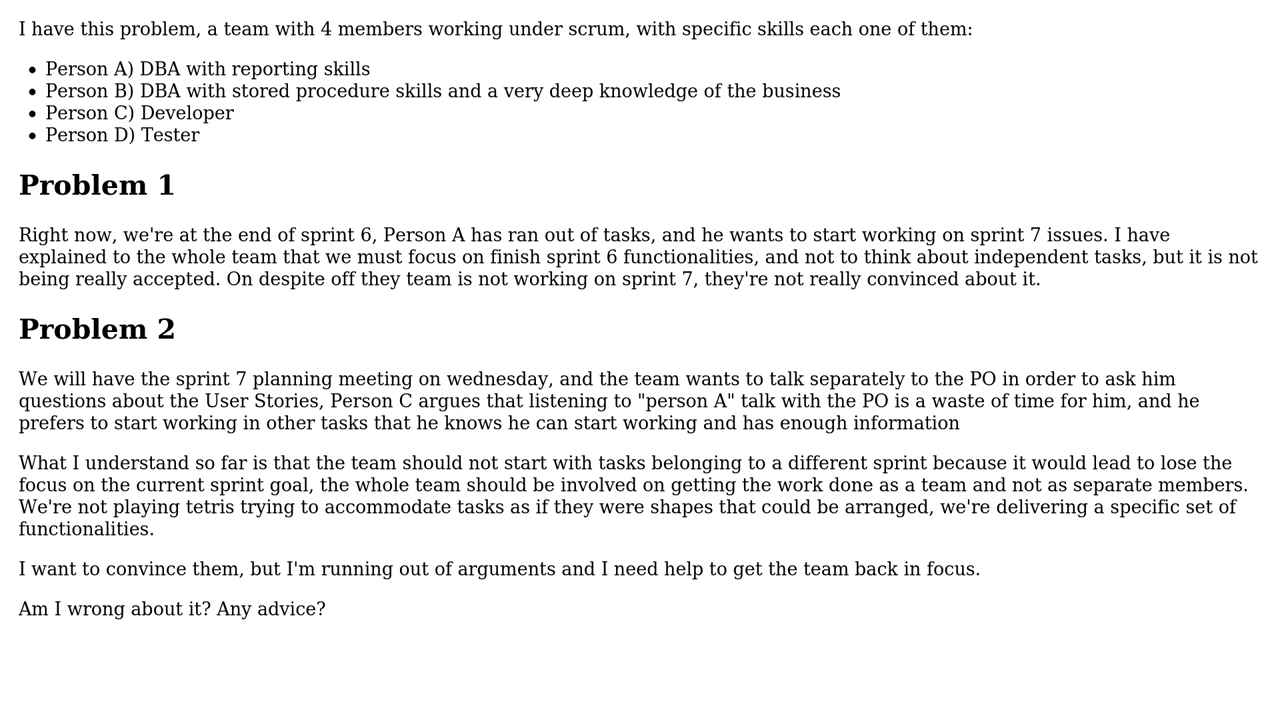 I have this problem, a team with 4 members working under scrum, with specific skills each one of them:
• Person A) DBA with reporting skills
• Person B) DBA with stored procedure skills and a very deep knowledge of the business
• Person C) Developer
• Person D) Tester
Problem 1
Right now, we're at the end of sprint 6, Person A has ran out of tasks, and he wants to start working on sprint 7 issues. I have
explained to the whole team that we must focus on finish sprint 6 functionalities, and not to think about independent tasks, but it is not
being really accepted. On despite off they team is not working on sprint 7, they're not really convinced about it.
Problem 2
We will have the sprint 7 planning meeting on wednesday, and the team wants to talk separately to the PO in order to ask him
questions about the User Stories, Person C argues that listening to "person A" talk with the PO is a waste of time for him, and he
prefers to start working in other tasks that he knows he can start working and has enough information
What I understand so far is that the team should not start with tasks belonging to a different sprint because it would lead to lose the
focus on the current sprint goal, the whole team should be involved on getting the work done as a team and not as separate members.
We're not playing tetris trying to accommodate tasks as if they were shapes that could be arranged, we're delivering a specific set of
functionalities.
I want to convince them, but I'm running out of arguments and I need help to get the team back in focus.
Am I wrong about it? Any advice?